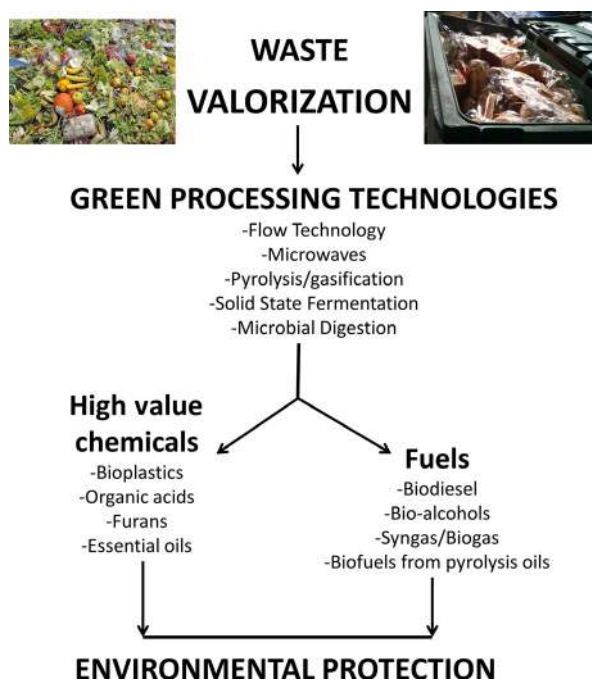 WASTE
VALORIZATION
GREEN PROCESSING TECHNOLOGIES
-Flow Technology
-Microwaves
-Pyrolysis/gasification
-Solid State Fermentation
-Microbial Digestion
High value
chemicals
-Bioplastics
-Organic acids
-Furans
-Essential oils
Fuels
-Biodiesel
-Bio-alcohols
-Syngas/Biogas
-Biofuels from pyrolysis oils
ENVIRONMENTAL PROTECTION